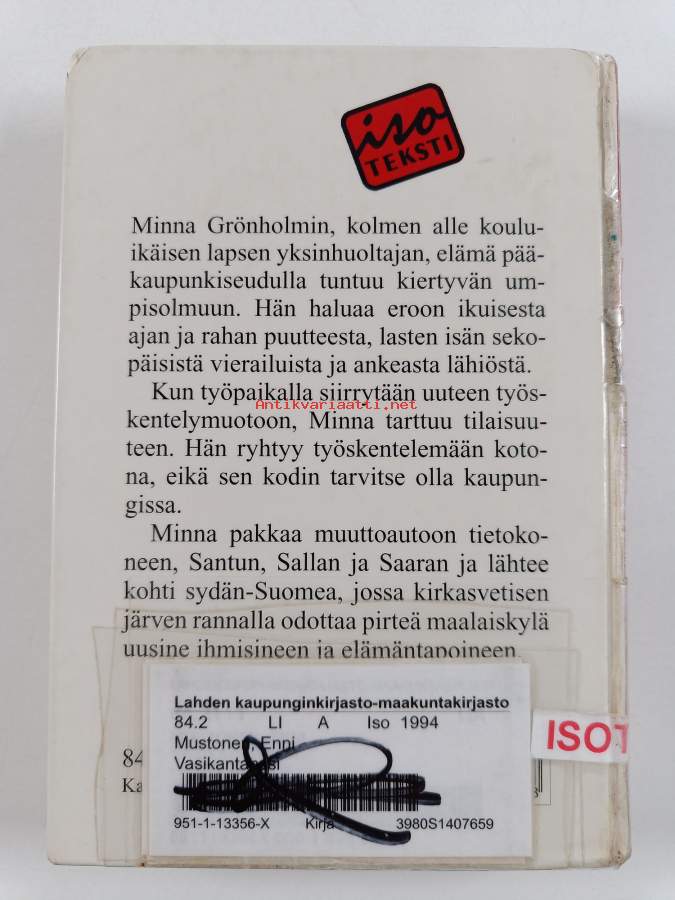 iso
TEKSTI
Minna Grönholmin, kolmen alle koulu-
ikäisen lapsen yksinhuoltajan, elämä pää-
kaupunkiseudulla tuntuu kiertyvän um-
pisolmuun. Hän haluaa eroon ikuisesta
ajan ja rahan puutteesta, lasten isän seko-
päisistä vierailuista ja ankeasta lähiöstä.
Kun työpaikalla siirrytään uuteen työs-
Antikvariaatti.net
kentelymuotoon, Minna tarttuu tilaisuu-
teen. Hän ryhtyy työskentelemään koto-
na, eikä sen kodin tarvitse olla kaupun-
gissa.
Minna pakkaa muuttoautoon tietoko-
neen, Santun, Sallan ja Saaran ja lähtee
kohti sydän-Suomea, jossa kirkasvetisen
järven rannalla odottaa pirteä maalaiskylä
uusine ihmisineen ja elämäntapoineen.
Lahden kaupunginkirjasto-maakuntakirjasto
84.2 LI A Iso 1994
Mustonen, Enni
ISOT
84
Ka
951-1-13356-X Kirja 3980S1407659